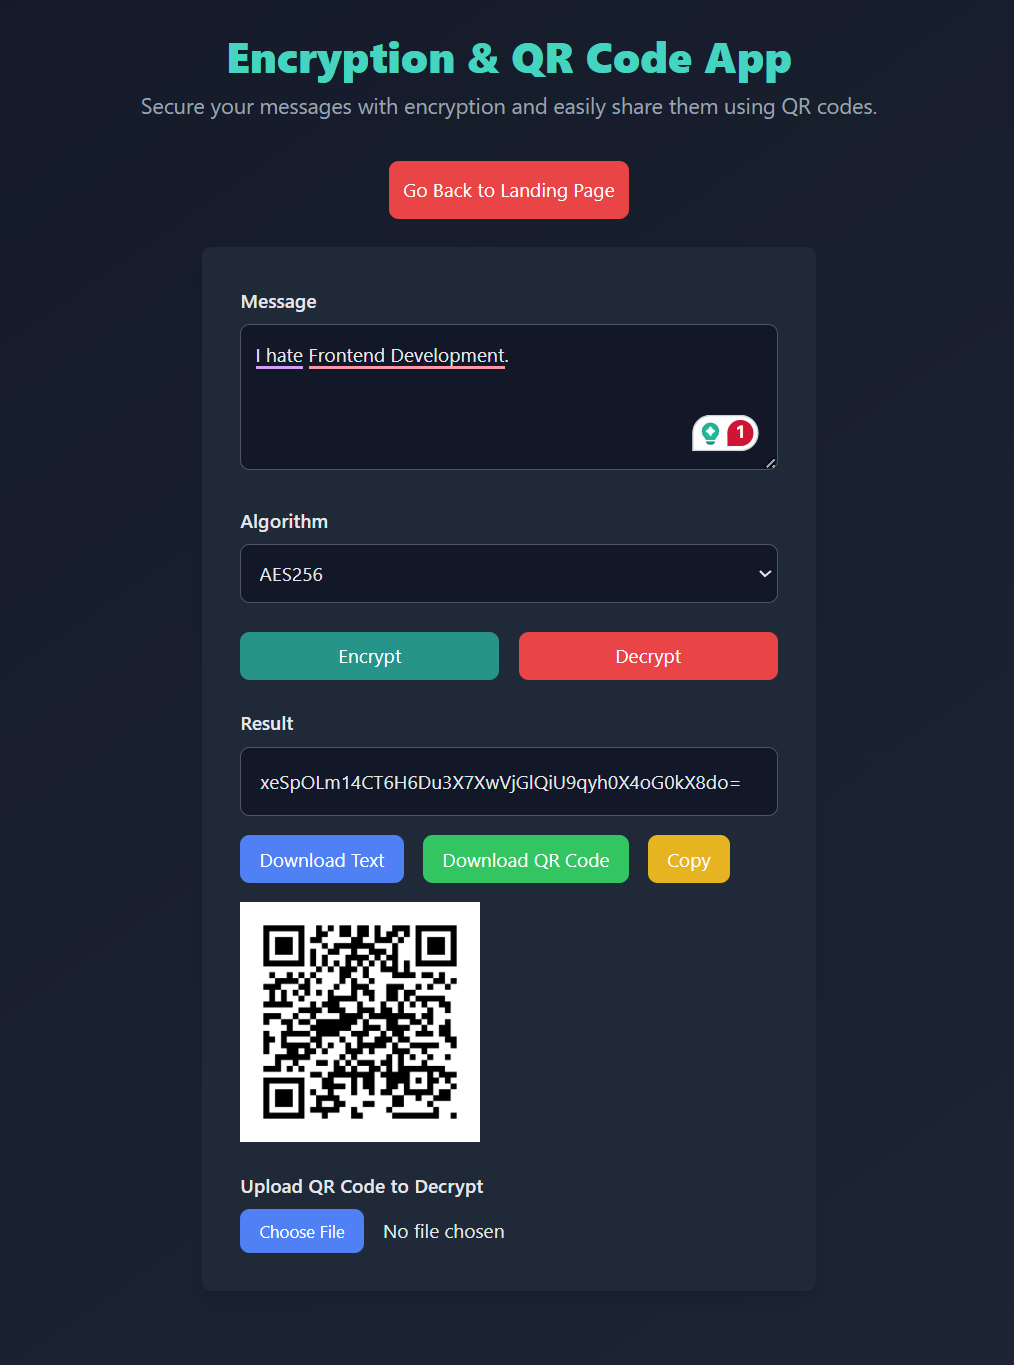 Encryption & QR Code App
Secure your messages with encryption and easily share them using QR codes.
Go Back to Landing Page
Message
I hate Frontend Development.
1
Algorithm
AES256
Encrypt
Decrypt
Result
xeSpOLm14CT6H6Du3X7XwVjGlQiU9qyh0X4oG0kX8do=
Download Text
Download QR Code
Copy
Upload QR Code to Decrypt
Choose File
No file chosen